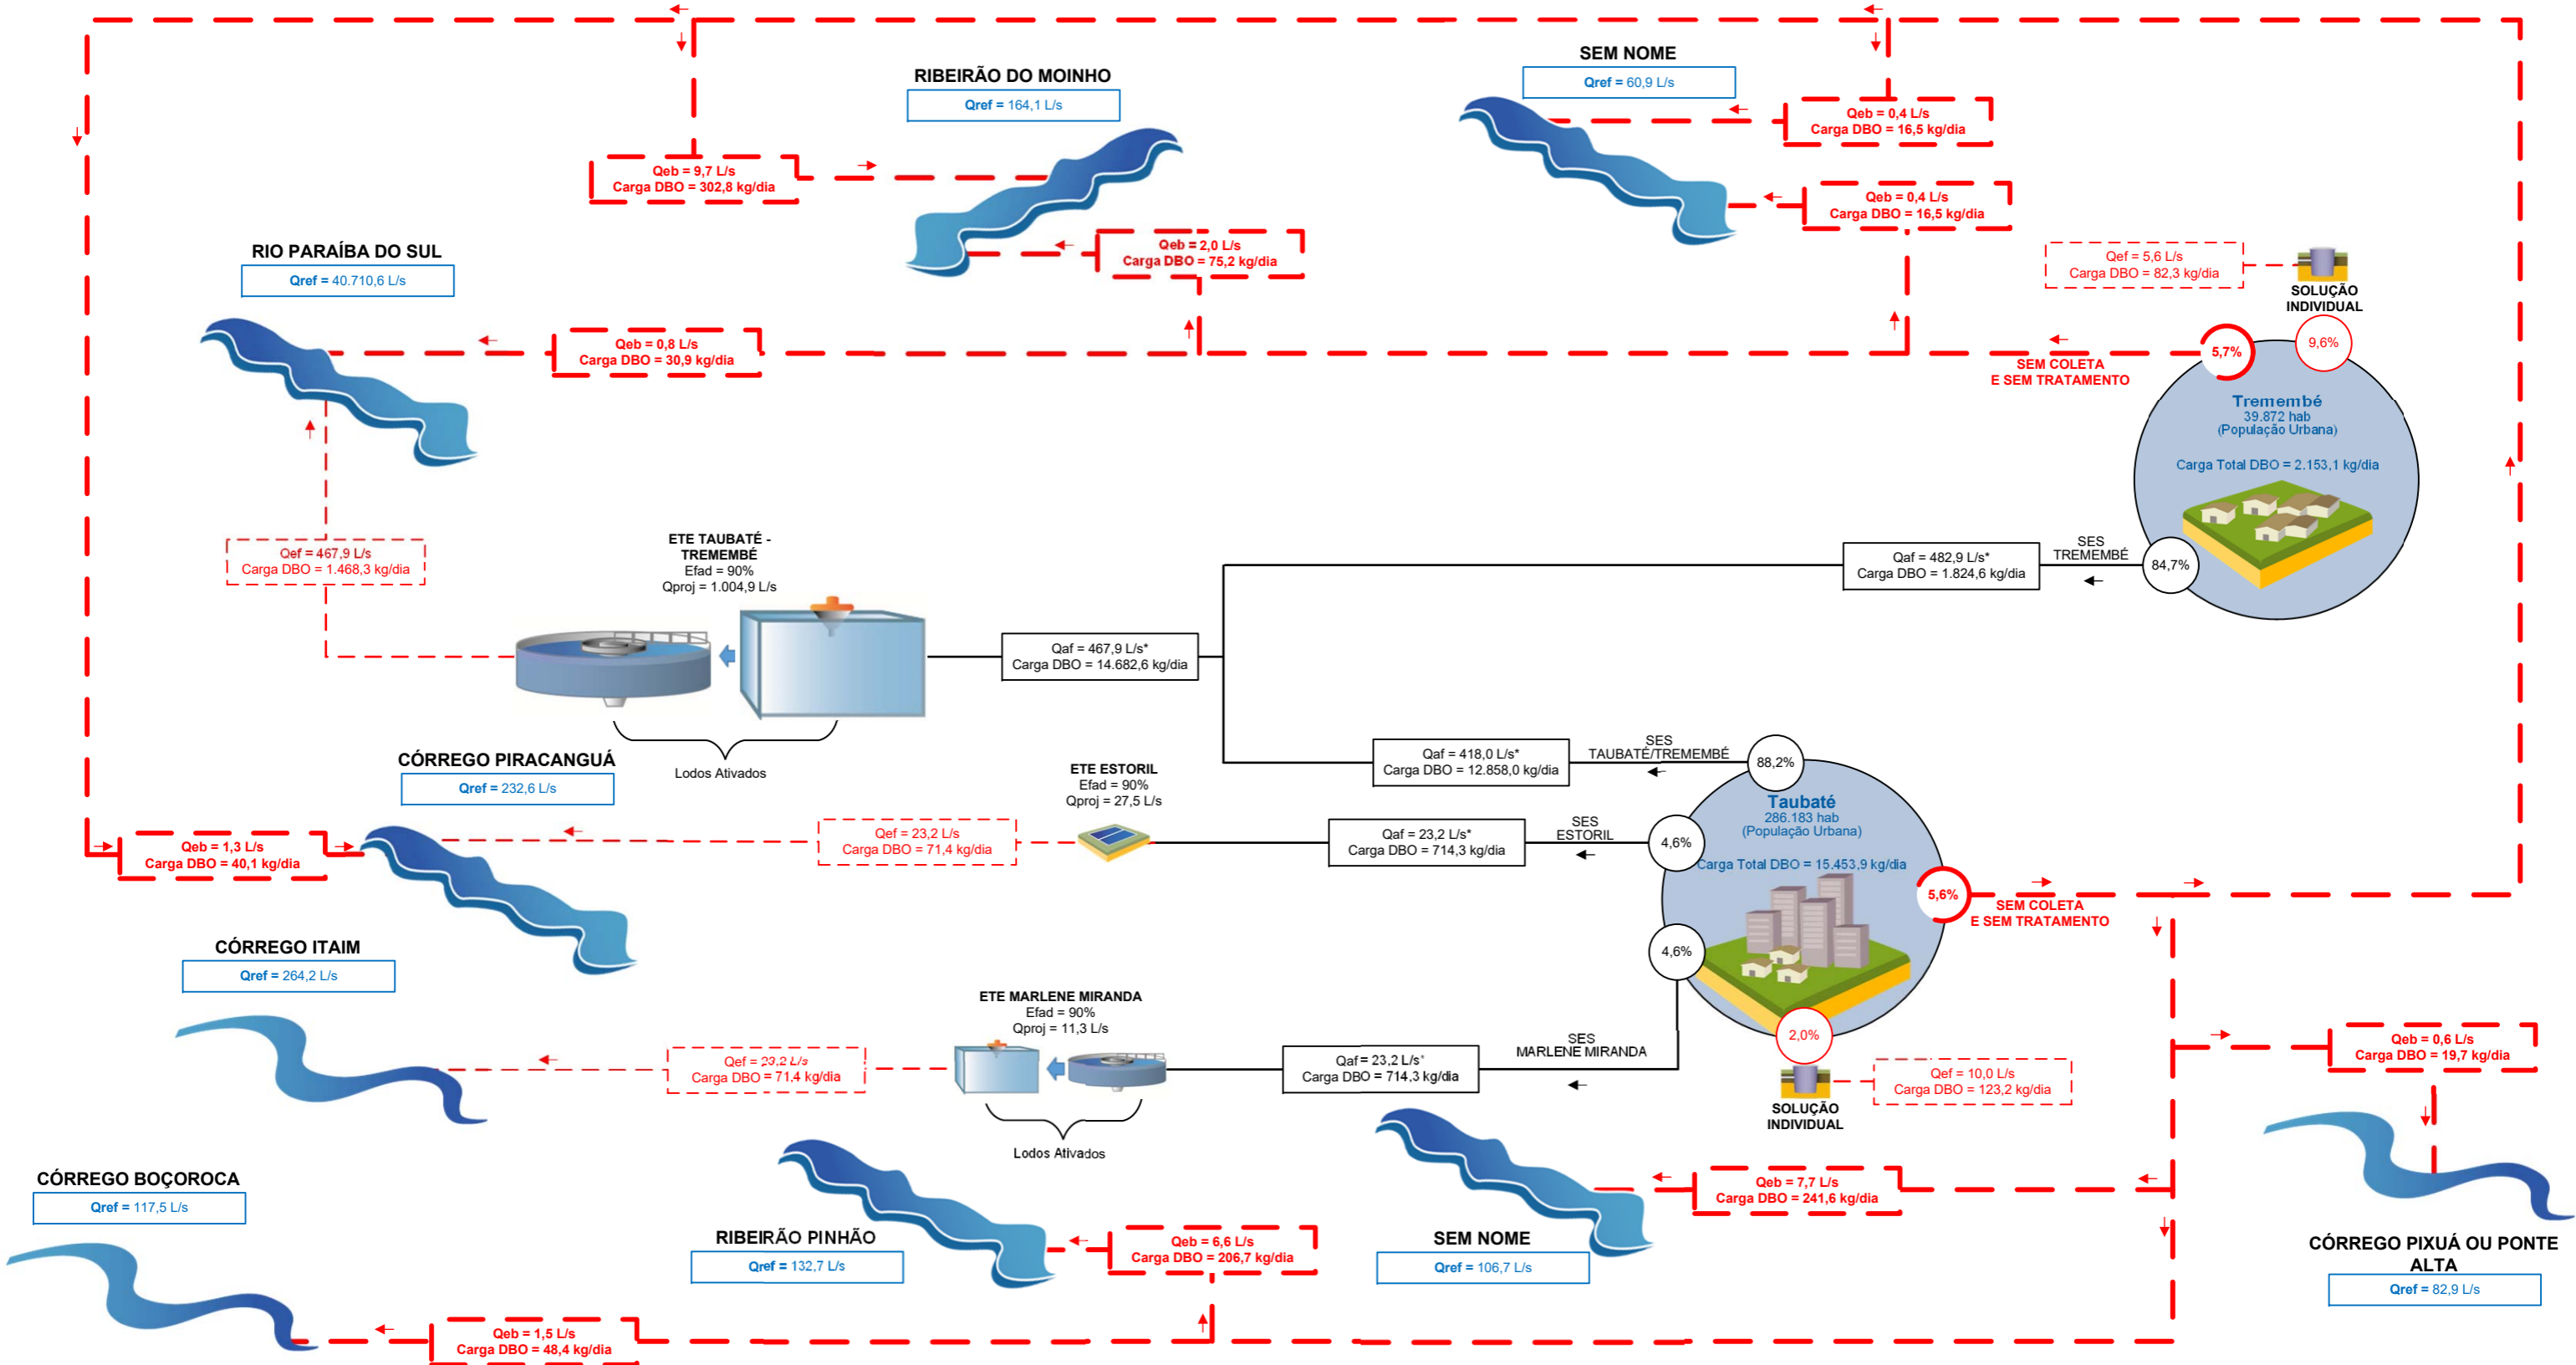 SEM NOME
Qref = 60,9 L/s
RIBEIRÃO DO MOINHO
Qref = 164,1 L/s
Qeb = 0,4 L/s
Carga DBO = 16,5 kg/dia
Qeb = 9,7 L/s
Carga DBO = 302,8 kg/dia
Qeb = 0,4 L/s
Carga DBO = 16,5 kg/dia
RIO PARAÍBA DO SUL
Qref = 40.710,6 L/s
Qeb = 2,0 L/s
Carga DBO = 75,2 kg/dia
Qef = 5,6 L/s
Carga DBO = 82,3 kg/dia
SOLUÇÃO
INDIVIDUAL
Qeb = 0,8 L/s
Carga DBO = 30,9 kg/dia
SEM COLETA
E SEM TRATAMENTO
5,7%
9,6%
Tremembé
39.872 hab
(População Urbana)
Carga Total DBO = 2.153,1 kg/dia
Qef = 467,9 L/s
Carga DBO = 1.468,3 kg/dia
ETE TAUBATÉ -
TREMEMBÉ
Efad = 90%
Qproj = 1.004,9 L/s
Qaf = 482,9 L/s*
Carga DBO = 1.824,6 kg/dia
SES
TREMEMBÉ
84,7%
Qaf = 467,9 L/s*
Carga DBO = 14.682,6 kg/dia
Lodos Ativados
CÓRREGO PIRACANGUÁ
Qref = 232,6 L/s
Qaf = 418,0 L/s*
Carga DBO = 12.858,0 kg/dia
SES
TAUBATÉ/TREMEMBÉ
88,2%
ETE ESTORIL
Efad = 90%
Qproj = 27,5 L/s
Taubaté
286.183 hab
(População Urbana)
Carga Total DBO = 15.453,9 kg/dia
Qeb = 1,3 L/s
Carga DBO = 40,1 kg/dia
Qef = 23,2 L/s
Carga DBO = 71,4 kg/dia
Qaf = 23,2 L/s*
Carga DBO = 714,3 kg/dia
SES
ESTORIL
4,6%
5,6%
SEM COLETA
E SEM TRATAMENTO
CÓRREGO ITAIM
Qref = 264,2 L/s
4,6%
ETE MARLENE MIRANDA
Efad = 90%
Qproj = 11,3 L/s
Qef = 23,2 L/s
Carga DBO = 71,4 kg/dia
Qaf = 23,2 L/s*
Carga DBO = 714,3 kg/dia
SES
MARLENE MIRANDA
2,0%
Qef = 10,0 L/s
Carga DBO = 123,2 kg/dia
SOLUÇÃO
INDIVIDUAL
Qeb = 0,6 L/s
Carga DBO = 19,7 kg/dia
Lodos Ativados
CÓRREGO BOÇOROCA
Qref = 117,5 L/s
Qeb = 7,7 L/s
Carga DBO = 241,6 kg/dia
RIBEIRÃO PINHÃO
Qref = 132,7 L/s
Qeb = 6,6 L/s
Carga DBO = 206,7 kg/dia
SEM NOME
Qref = 106,7 L/s
CÓRREGO PIXUÁ OU PONTE
ALTA
Qref = 82,9 L/s
Qeb = 1,5 L/s
Carga DBO = 48,4 kg/dia